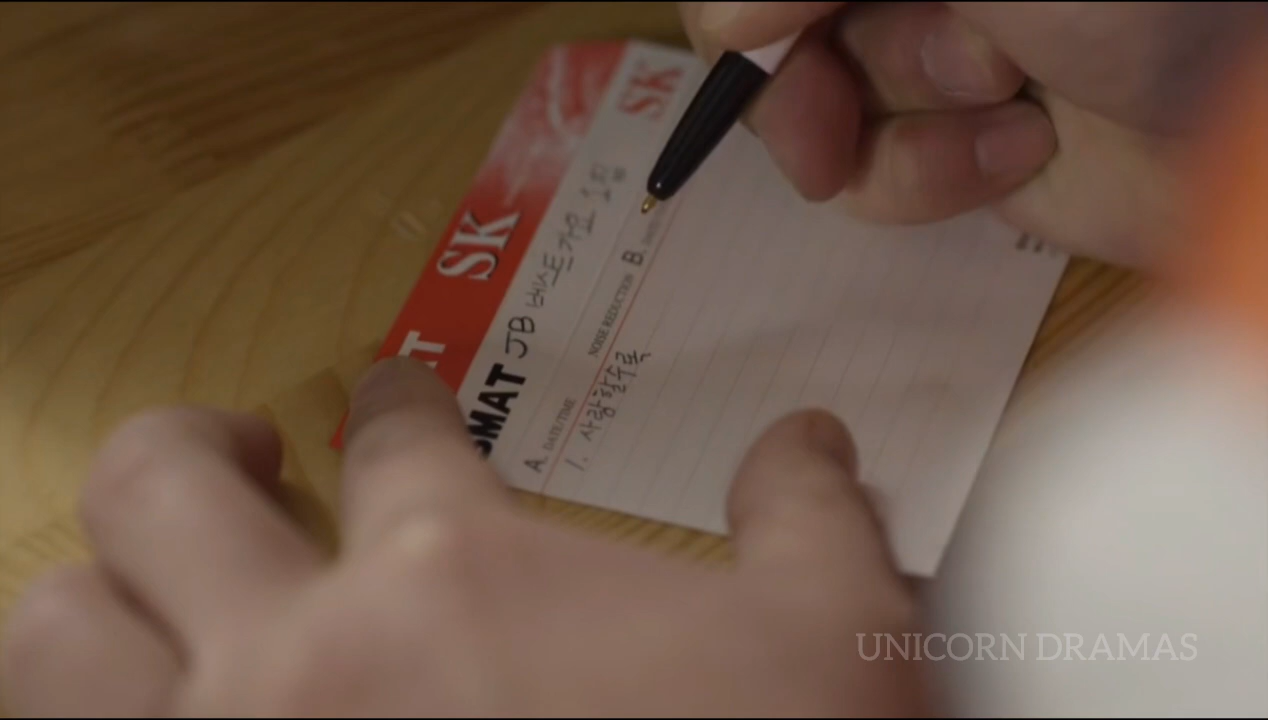 SK
SK
MAT JB 베스트가요 1집
A. DATE/TIME NOISE REDUCTION B.
1. 사랑할수록
UNICORN DRAMAS